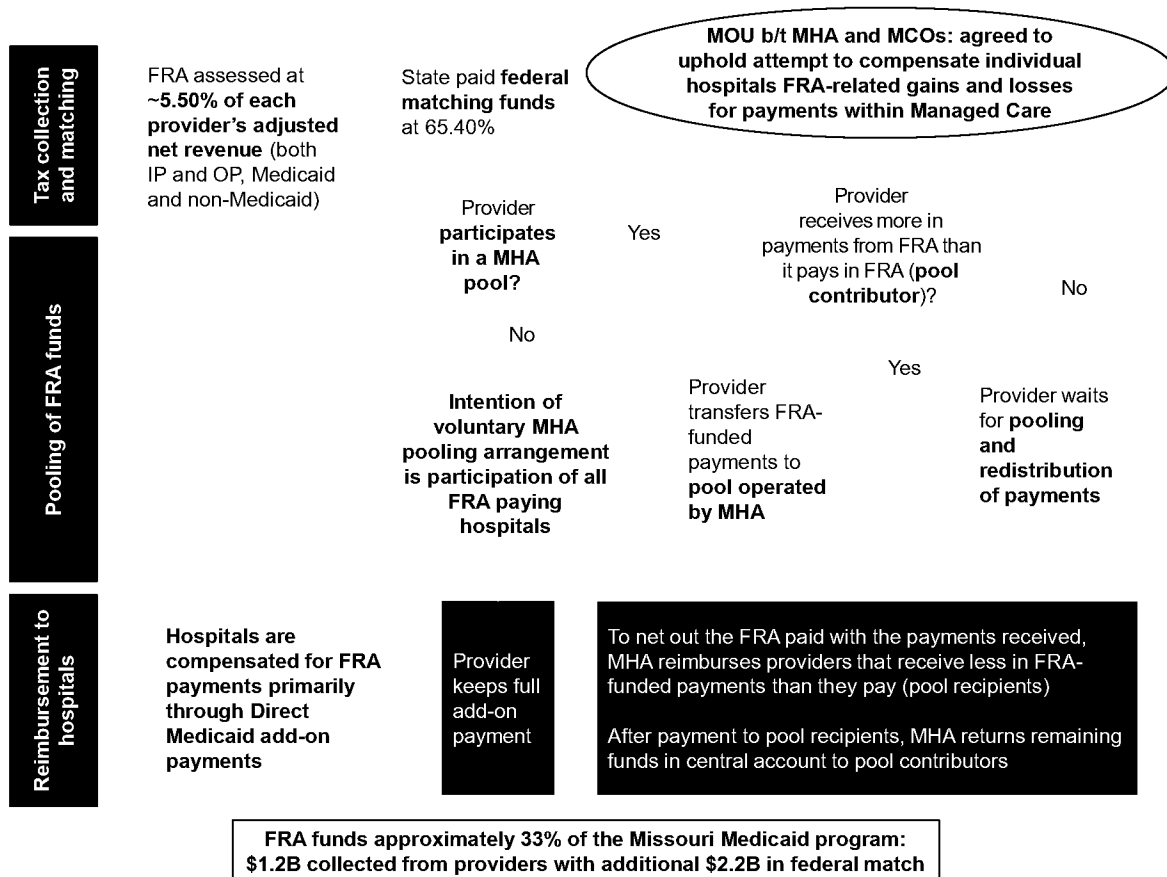 MOU b/t MHA and MCOs: agreed to
uphold attempt to compensate individual
hospitals FRA-related gains and losses
for payments within Managed Care
Tax collection
and matching
FRA assessed at
~5.50% of each
provider's adjusted
net revenue (both
IP and OP, Medicaid
and non-Medicaid)
State paid federal
matching funds
at 65.40%
Pooling of FRA funds
Provider
participates
in a MHA
pool?
Yes
Provider
receives more in
payments from FRA than
it pays in FRA (pool
contributor)?
No
No
Yes
Intention of
voluntary MHA
pooling arrangement
is participation of all
FRA paying
hospitals
Provider
transfers FRA-
funded
payments to
pool operated
by MHA
Provider waits
for pooling
and
redistribution
of payments
Reimbursement to
hospitals
Hospitals are
compensated for FRA
payments primarily
through Direct
Medicaid add-on
payments
Provider
keeps full
add-on
payment
To net out the FRA paid with the payments received,
MHA reimburses providers that receive less in FRA-
funded payments than they pay (pool recipients)
After payment to pool recipients, MHA returns remaining
funds in central account to pool contributors
FRA funds approximately 33% of the Missouri Medicaid program:
$1.2B collected from providers with additional $2.2B in federal match